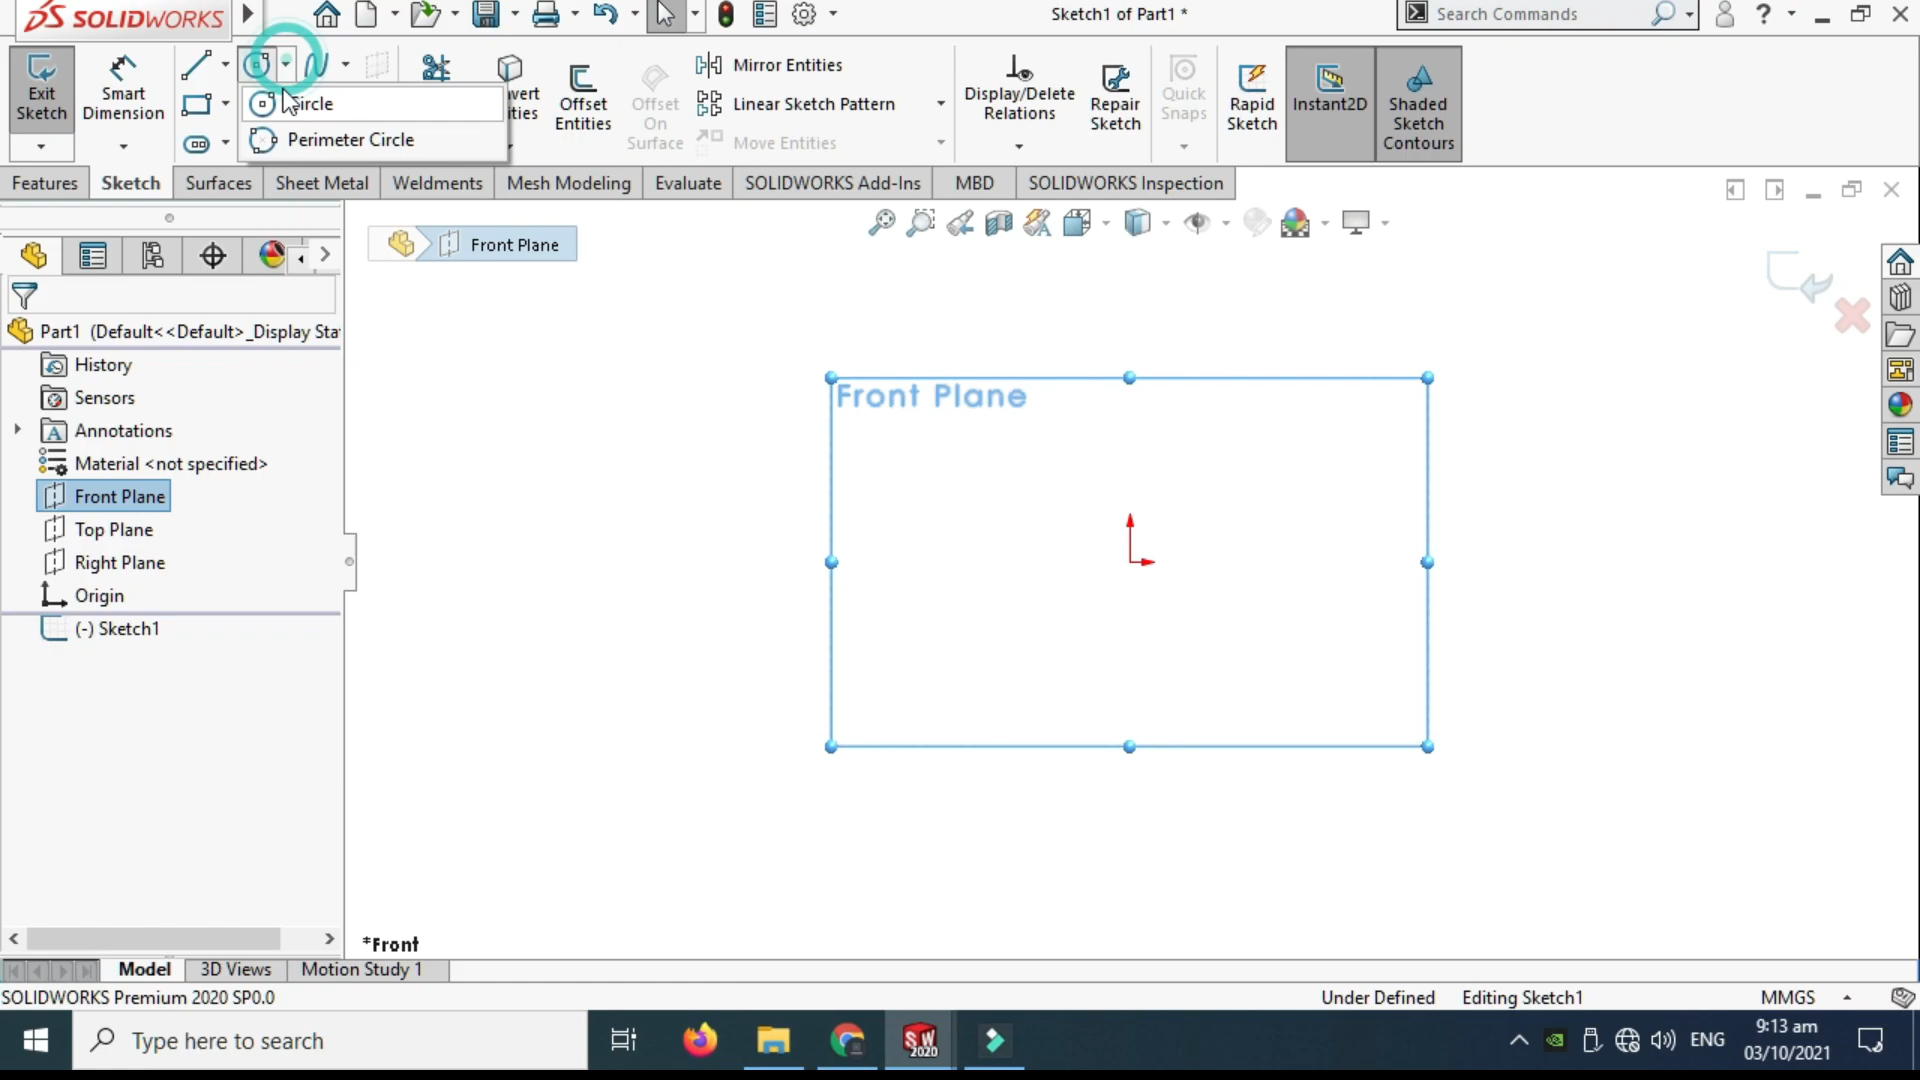 SOLIDWORKS
Sketch1 of Part1 *
Search Commands
Exit Sketch
Smart Dimension
Circle
Perimeter Circle
Offset Entities
Offset On Surface
Mirror Entities
Linear Sketch Pattern
Move Entities
Display/Delete Relations
Repair Sketch
Quick Snaps
Rapid Sketch
Instant2D
Shaded Sketch Contours
Features
Sketch
Surfaces
Sheet Metal
Weldments
Mesh Modeling
Evaluate
SOLIDWORKS Add-Ins
MBD
SOLIDWORKS Inspection
Front Plane
Part1 (Default<<Default>_Display Sta
History
Sensors
Annotations
Material <not specified>
Front Plane
Top Plane
Right Plane
Origin
(-) Sketch1
Front Plane
*Front
Model
3D Views
Motion Study 1
SOLIDWORKS Premium 2020 SP0.0
Under Defined
Editing Sketch1
MMGS
Type here to search
SW 2020
ENG
9:13 am
03/10/2021